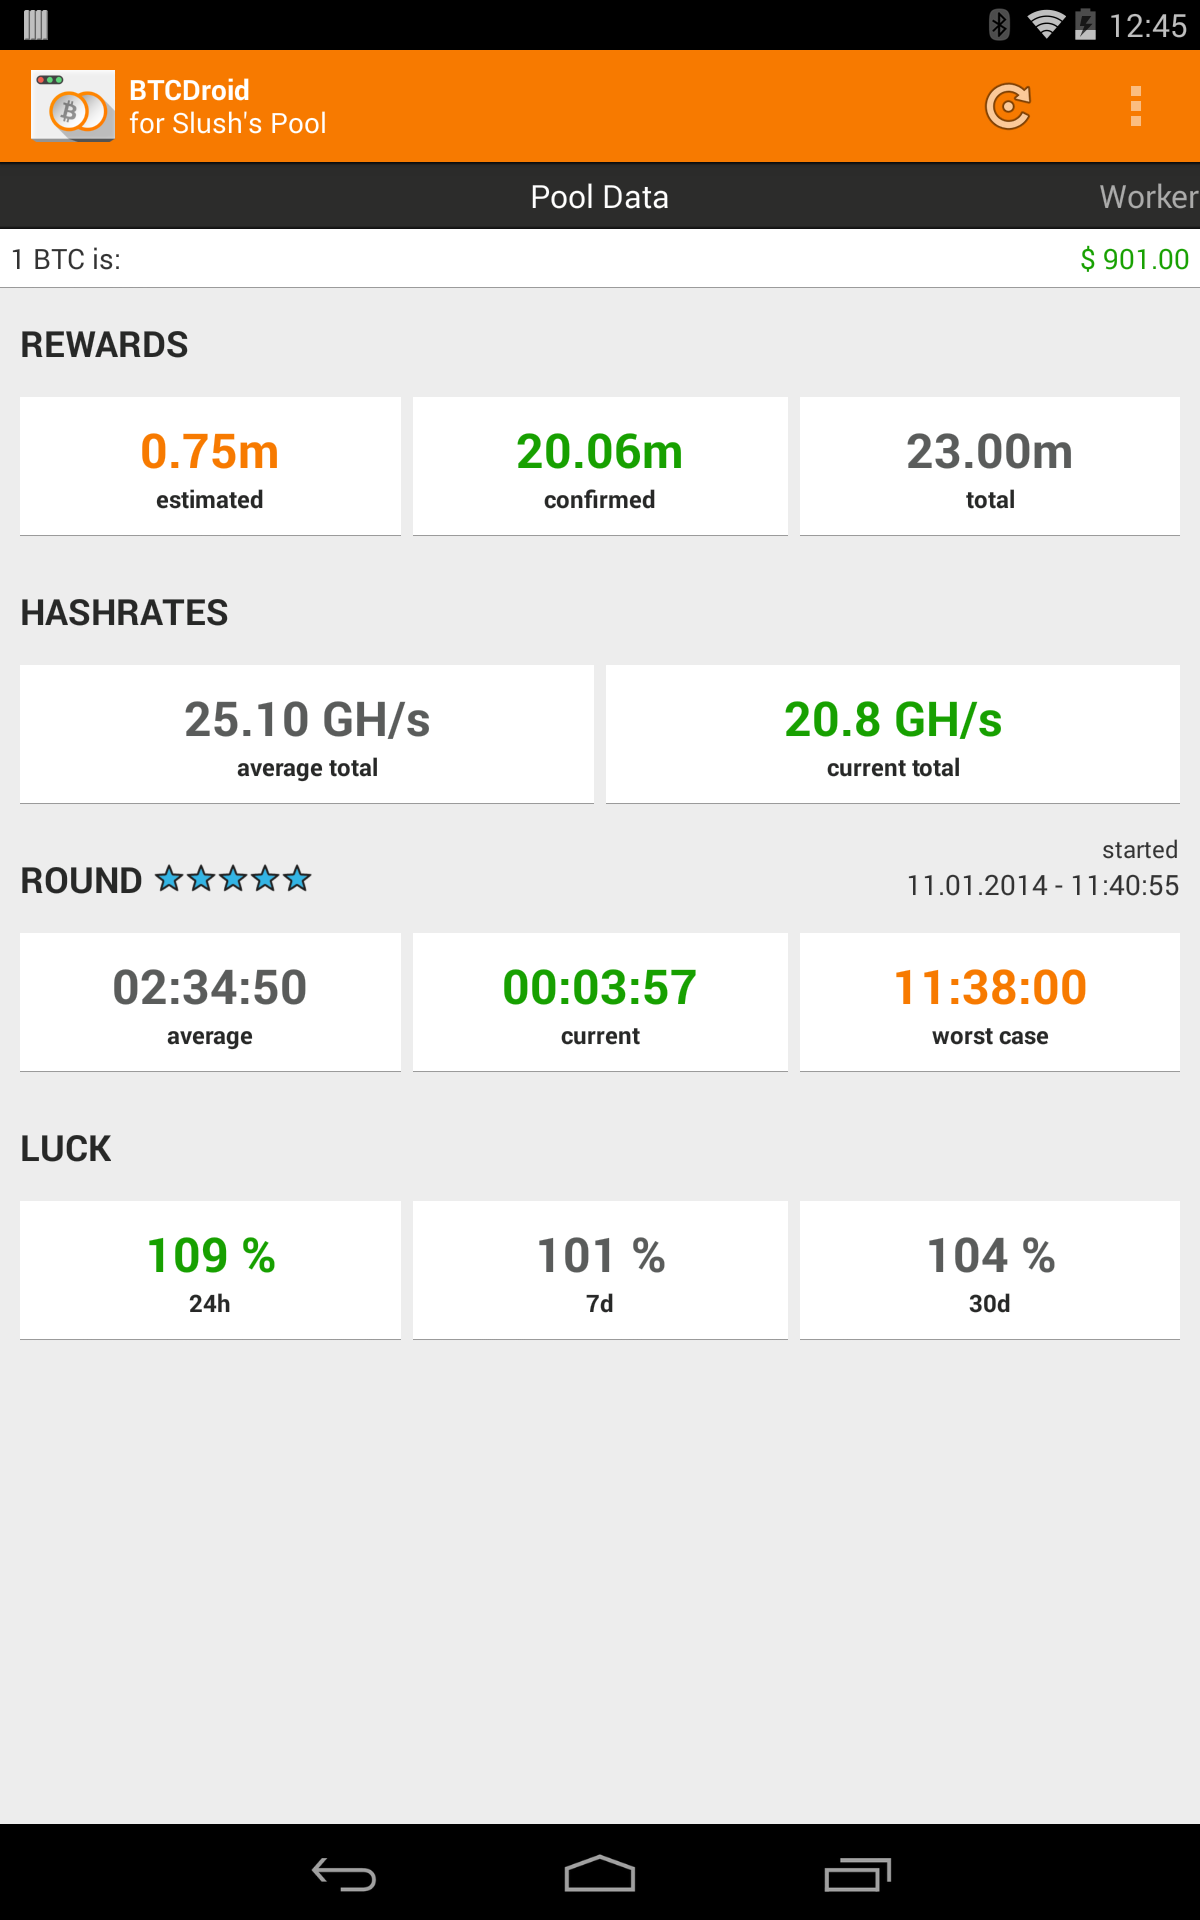 12:45
BTCDroid
for Slush's Pool
Pool Data
Worker
1 BTC is:
$ 901.00
REWARDS
0.75m
estimated
20.06m
confirmed
23.00m
total
HASHRATES
25.10 GH/s
average total
20.8 GH/s
current total
ROUND
started
11.01.2014 - 11:40:55
02:34:50
average
00:03:57
current
11:38:00
worst case
LUCK
109 %
24h
101 %
7d
104 %
30d